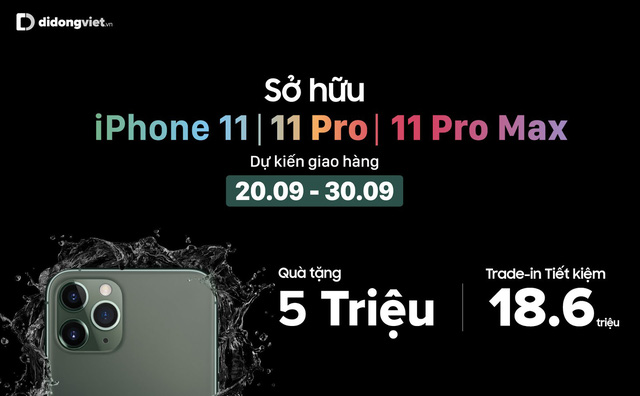 didongviet.vn
Sở hữu
iPhone 11 | 11 Pro | 11 Pro Max
Dự kiến giao hàng
20.09 - 30.09
Quà tặng
5 Triệu
Trade-in Tiết kiệm
18.6 triệu